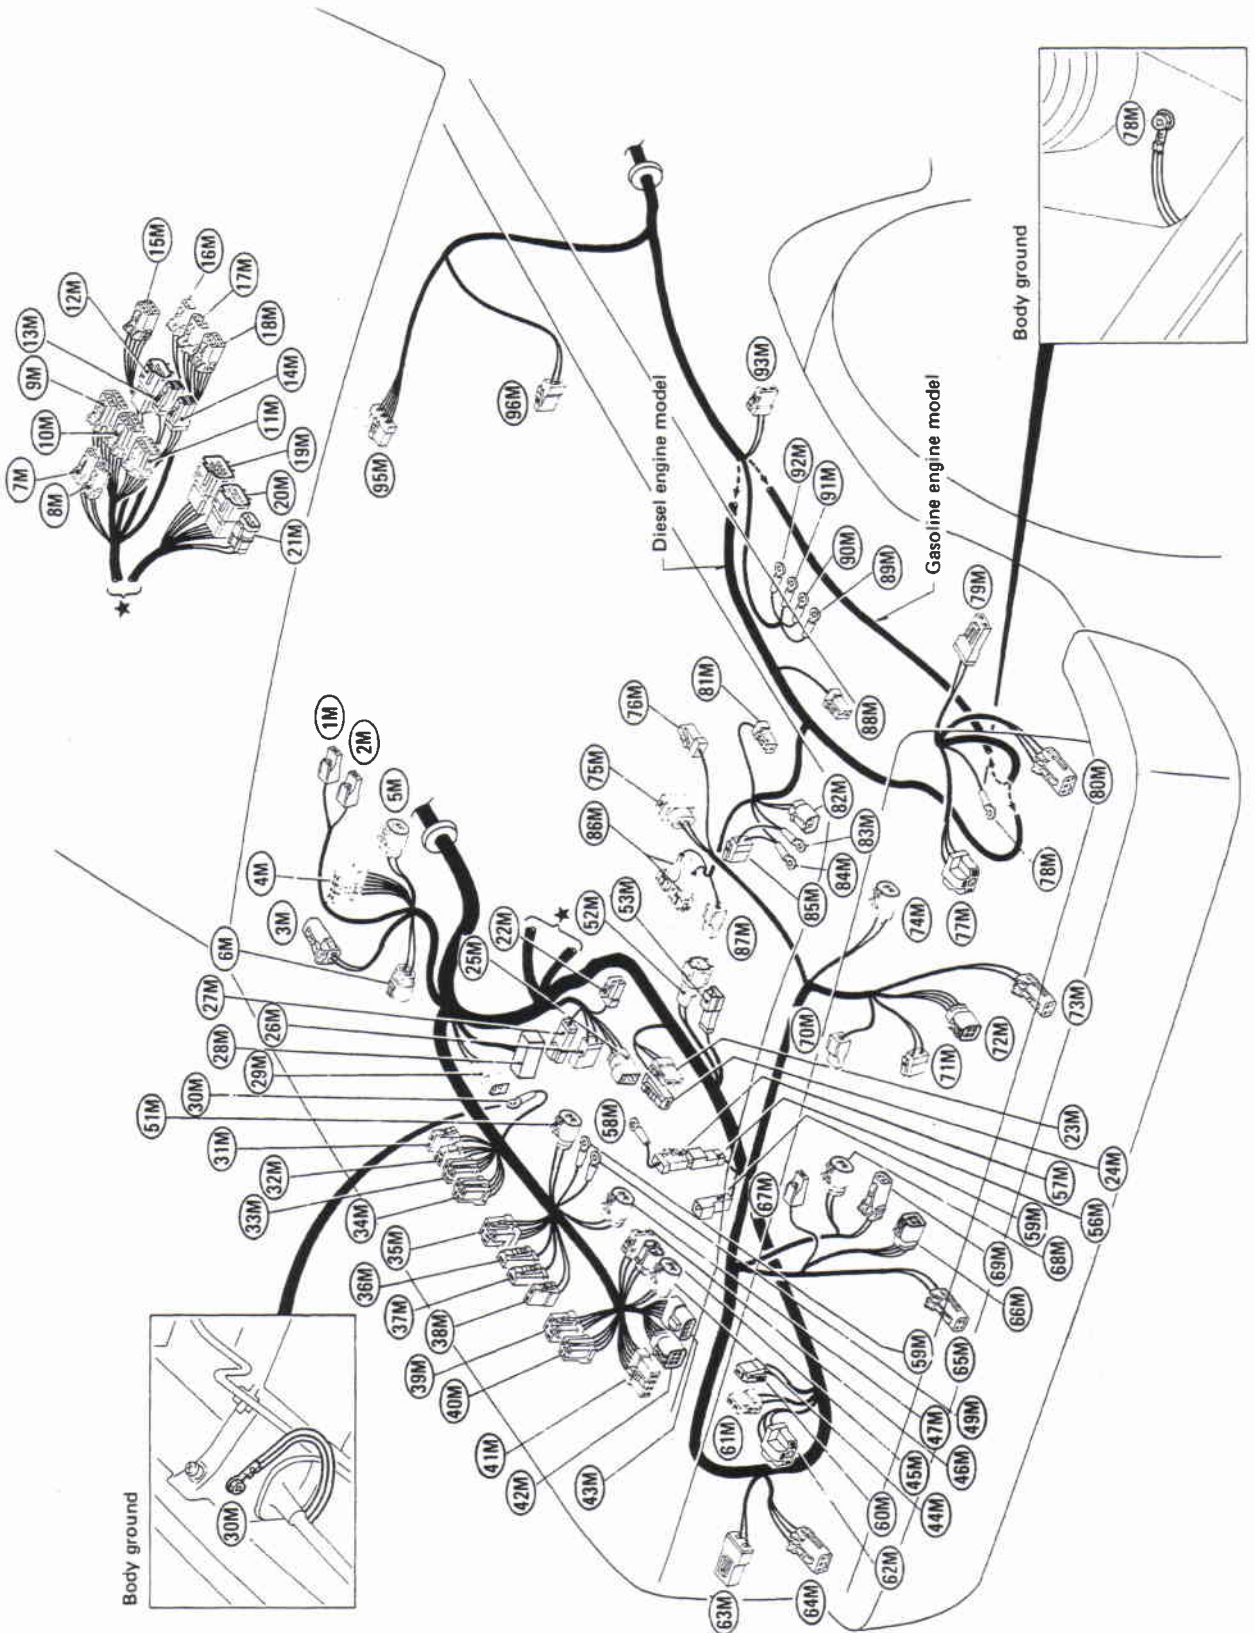 Body ground
30M
63M
64M
62M
60M
61M
44M
45M
46M
47M
49M
59M
65M
66M
69M
68M
59M
56M
57M
24M
23M
67M
58M
43M
42M
41M
40M
39M
38M
37M
36M
35M
34M
33M
32M
31M
51M
30M
29M
28M
26M
27M
25M
22M
★
52M
53M
6M
3M
4M
5M
2M
1M
70M
71M
72M
73M
74M
77M
78M
80M
79M
75M
76M
86M
87M
85M
84M
83M
82M
81M
88M
89M
90M
91M
92M
93M
Diesel engine model
Gasoline engine model
95M
96M
★
7M
8M
10M
9M
13M
12M
15M
16M
17M
18M
14M
11M
19M
20M
21M
Body ground
78M